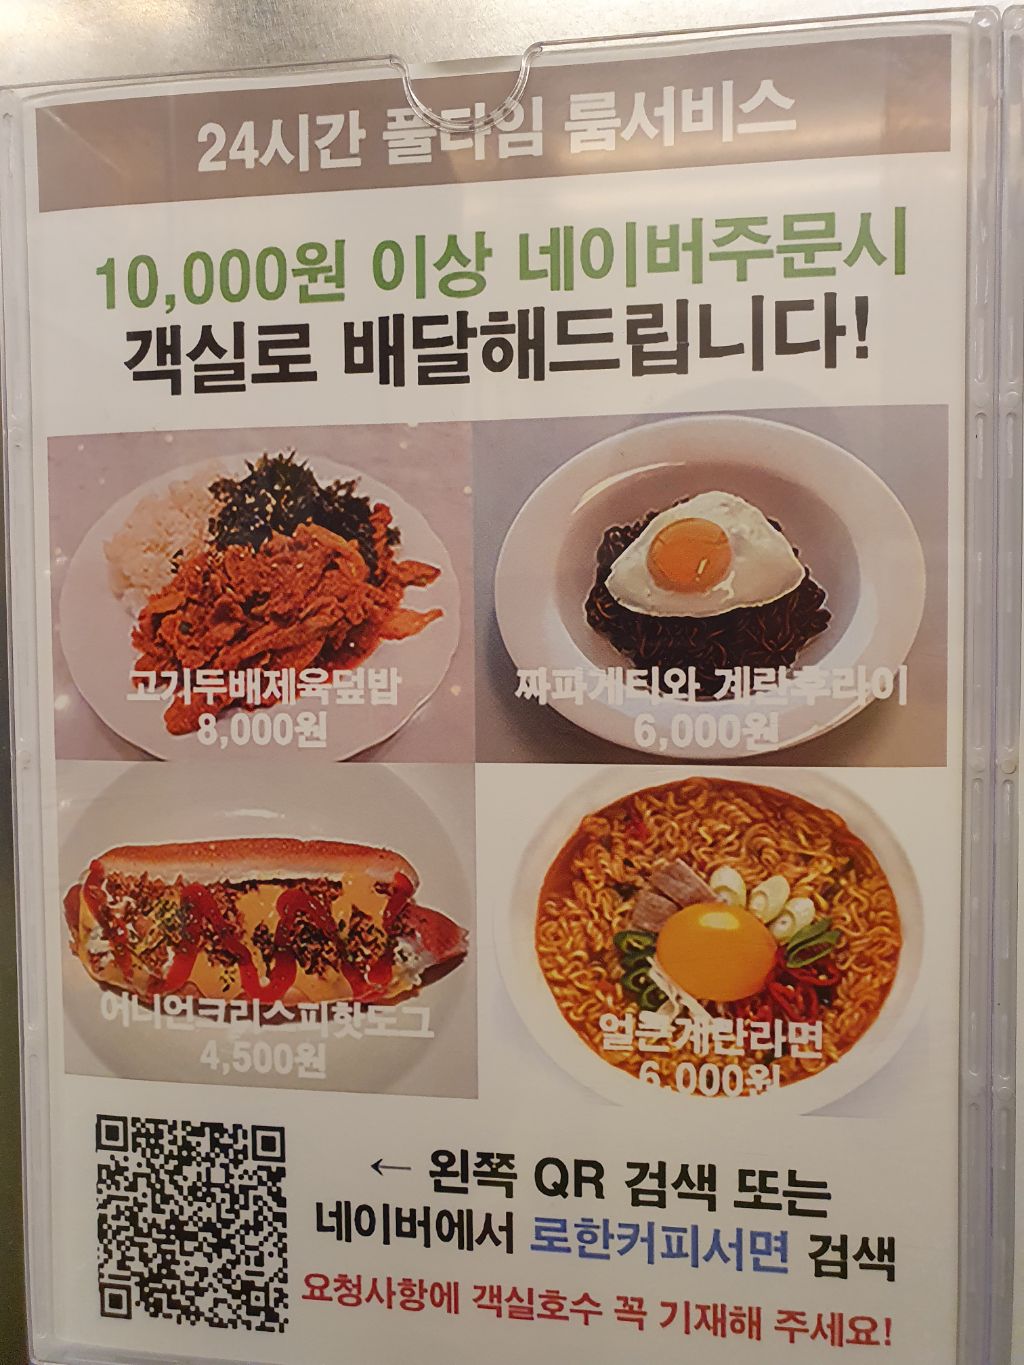 24시간 풀타임 룸서비스
10,000원 이상 네이버주문시
객실로 배달해드립니다!
고기두배제육덮밥
8,000원
짜파게티와 계란후라이
6,000원
어니언크리스피핫도그
4,500원
얼큰계란라면
6,000원
← 왼쪽 QR 검색 또는
네이버에서 로한커피서면 검색
요청사항에 객실호수 꼭 기재해 주세요!